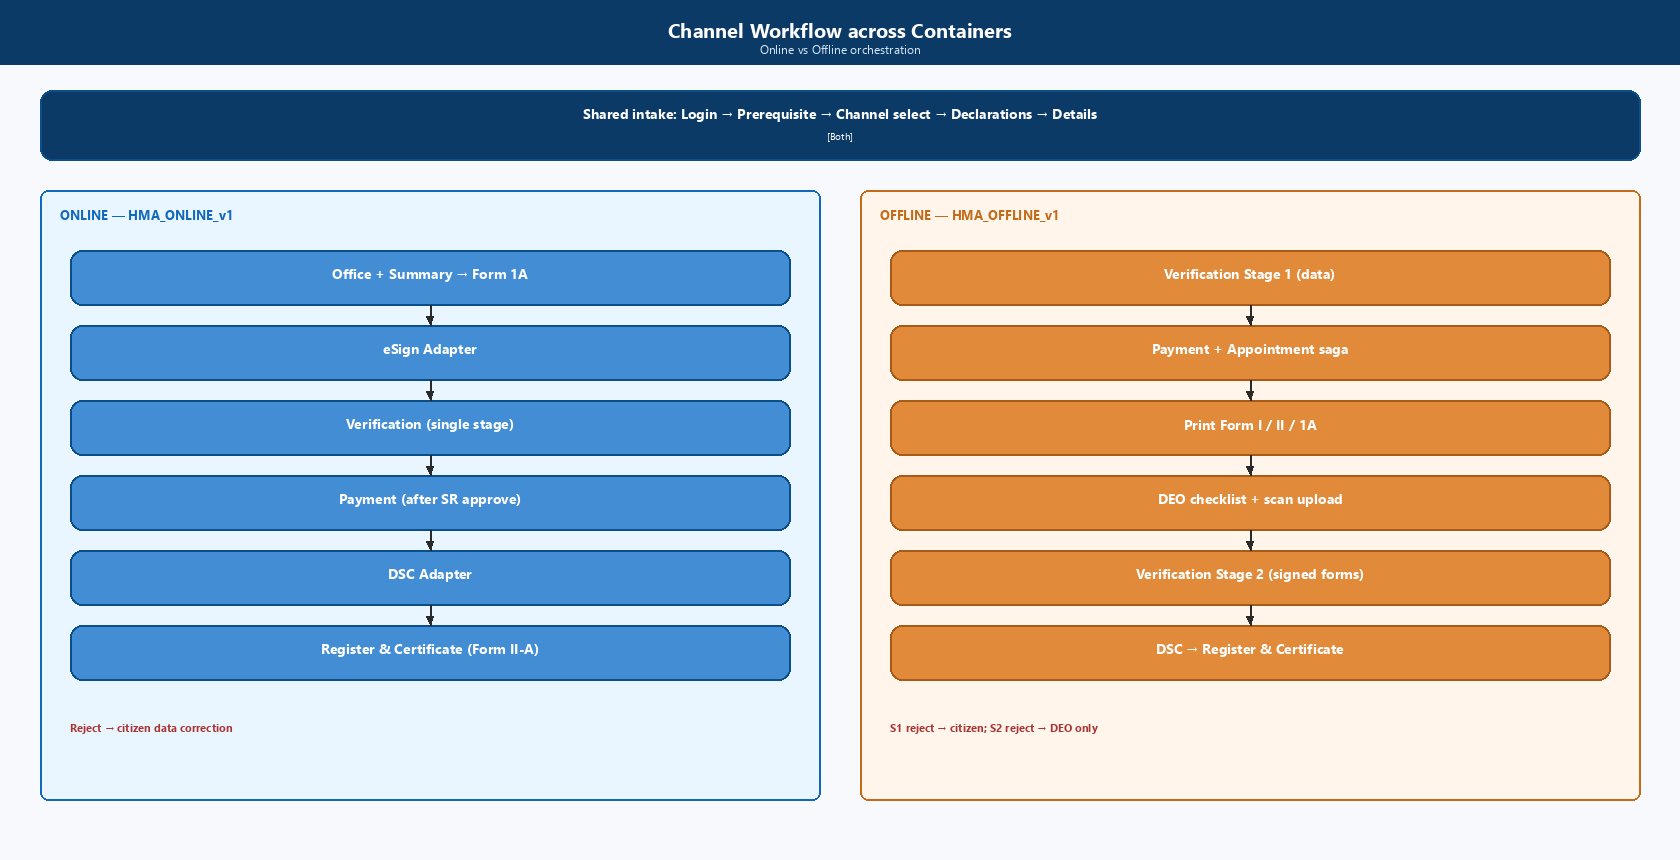 Channel Workflow across Containers
Online vs Offline orchestration
Shared intake: Login → Prerequisite → Channel select → Declarations → Details
[Both]
ONLINE — HMA_ONLINE_v1
Office + Summary → Form 1A
eSign Adapter
Verification (single stage)
Payment (after SR approve)
DSC Adapter
Register & Certificate (Form II-A)
Reject → citizen data correction
OFFLINE — HMA_OFFLINE_v1
Verification Stage 1 (data)
Payment + Appointment saga
Print Form I / II / 1A
DEO checklist + scan upload
Verification Stage 2 (signed forms)
DSC → Register & Certificate
S1 reject → citizen; S2 reject → DEO only